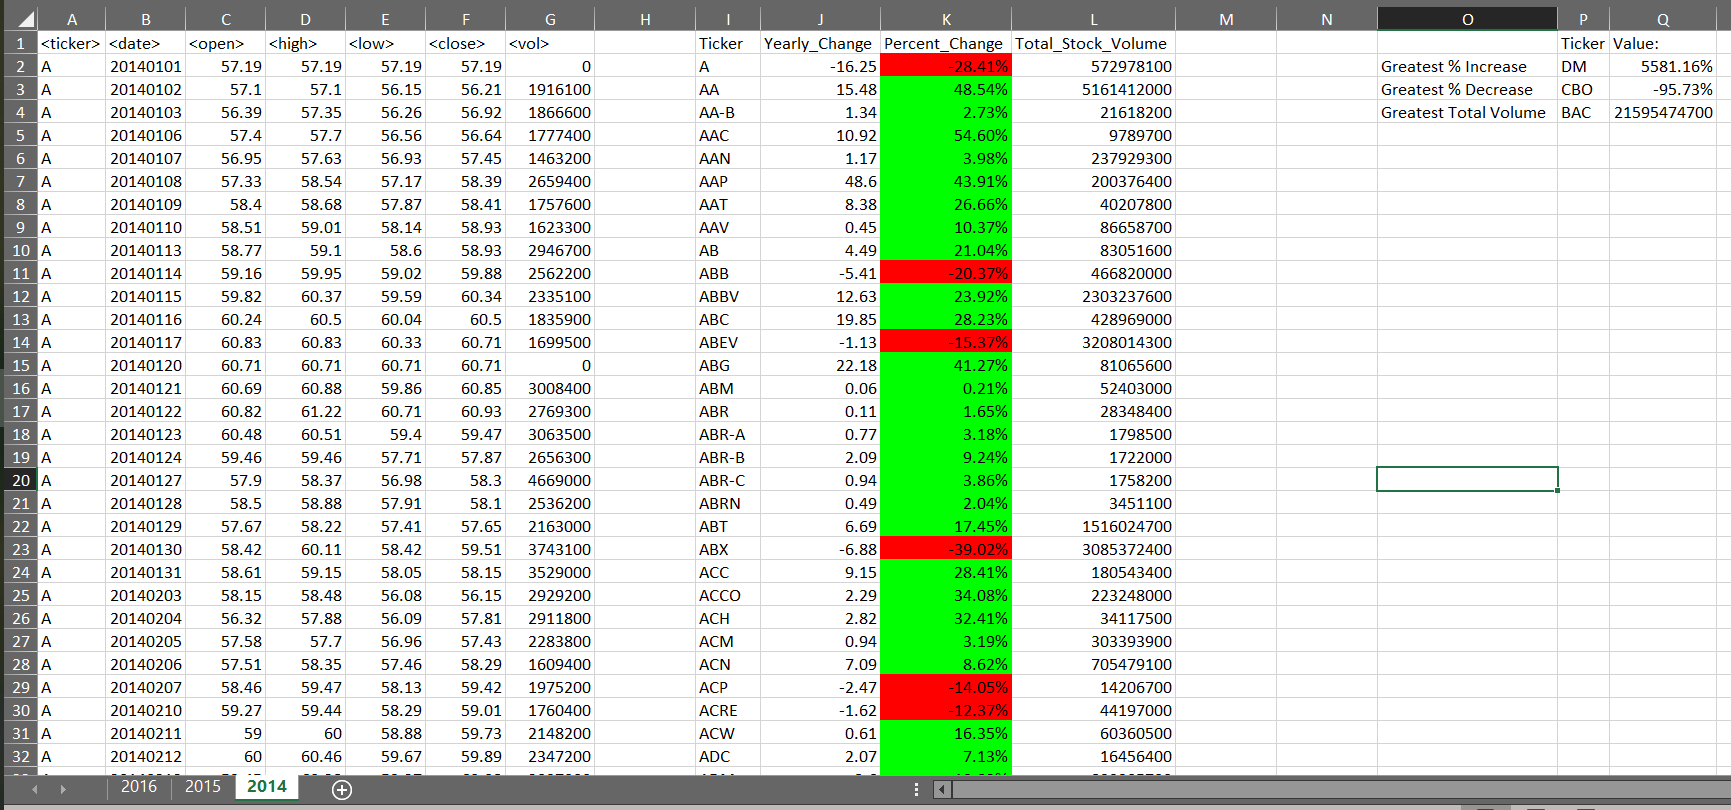 A B C D E F G H I J K L M N O P Q
1 <ticker> <date> <open> <high> <low> <close> <vol> Ticker Yearly_Change Percent_Change Total_Stock_Volume Ticker Value:
2 A 20140101 57.19 57.19 57.19 57.19 0 A -16.25 -28.41% 572978100 Greatest % Increase DM 5581.16%
3 A 20140102 57.1 57.1 56.15 56.21 1916100 AA 15.48 48.54% 5161412000 Greatest % Decrease CBO -95.73%
4 A 20140103 56.39 57.35 56.26 56.92 1866600 AA-B 1.34 2.73% 21618200 Greatest Total Volume BAC 21595474700
5 A 20140106 57.4 57.7 56.56 56.64 1777400 AAC 10.92 54.60% 9789700
6 A 20140107 56.95 57.63 56.93 57.45 1463200 AAN 1.17 3.98% 237929300
7 A 20140108 57.33 58.54 57.17 58.39 2659400 AAP 48.6 43.91% 200376400
8 A 20140109 58.4 58.68 57.87 58.41 1757600 AAT 8.38 26.66% 40207800
9 A 20140110 58.51 59.01 58.14 58.93 1623300 AAV 0.45 10.37% 86658700
10 A 20140113 58.77 59.1 58.6 58.93 2946700 AB 4.49 21.04% 83051600
11 A 20140114 59.16 59.95 59.02 59.88 2562200 ABB -5.41 -20.37% 466820000
12 A 20140115 59.82 60.37 59.59 60.34 2335100 ABBV 12.63 23.92% 2303237600
13 A 20140116 60.24 60.5 60.04 60.5 1835900 ABC 19.85 28.23% 428969000
14 A 20140117 60.83 60.83 60.33 60.71 1699500 ABEV -1.13 -15.37% 3208014300
15 A 20140120 60.71 60.71 60.71 60.71 0 ABG 22.18 41.27% 81065600
16 A 20140121 60.69 60.88 59.86 60.85 3008400 ABM 0.06 0.21% 52403000
17 A 20140122 60.82 61.22 60.71 60.93 2769300 ABR 0.11 1.65% 28348400
18 A 20140123 60.48 60.51 59.4 59.47 3063500 ABR-A 0.77 3.18% 1798500
19 A 20140124 59.46 59.46 57.71 57.87 2656300 ABR-B 2.09 9.24% 1722000
20 A 20140127 57.9 58.37 56.98 58.3 4669000 ABR-C 0.94 3.86% 1758200
21 A 20140128 58.5 58.88 57.91 58.1 2536200 ABRN 0.49 2.04% 3451100
22 A 20140129 57.67 58.22 57.41 57.65 2163000 ABT 6.69 17.45% 1516024700
23 A 20140130 58.42 60.11 58.42 59.51 3743100 ABX -6.88 -39.02% 3085372400
24 A 20140131 58.61 59.15 58.05 58.15 3529000 ACC 9.15 28.41% 180543400
25 A 20140203 58.15 58.48 56.08 56.15 2929200 ACCO 2.29 34.08% 223248000
26 A 20140204 56.32 57.88 56.09 57.81 2911800 ACH 2.82 32.41% 34117500
27 A 20140205 57.58 57.7 56.96 57.43 2283800 ACM 0.94 3.19% 303393900
28 A 20140206 57.51 58.35 57.46 58.29 1609400 ACN 7.09 8.62% 705479100
29 A 20140207 58.46 59.47 58.13 59.42 1975200 ACP -2.47 -14.05% 14206700
30 A 20140210 59.27 59.44 58.29 59.01 1760400 ACRE -1.62 -12.37% 44197000
31 A 20140211 59 60 58.88 59.73 2148200 ACW 0.61 16.35% 60360500
32 A 20140212 60 60.46 59.67 59.89 2347200 ADC 2.07 7.13% 16456400
2016 2015 2014